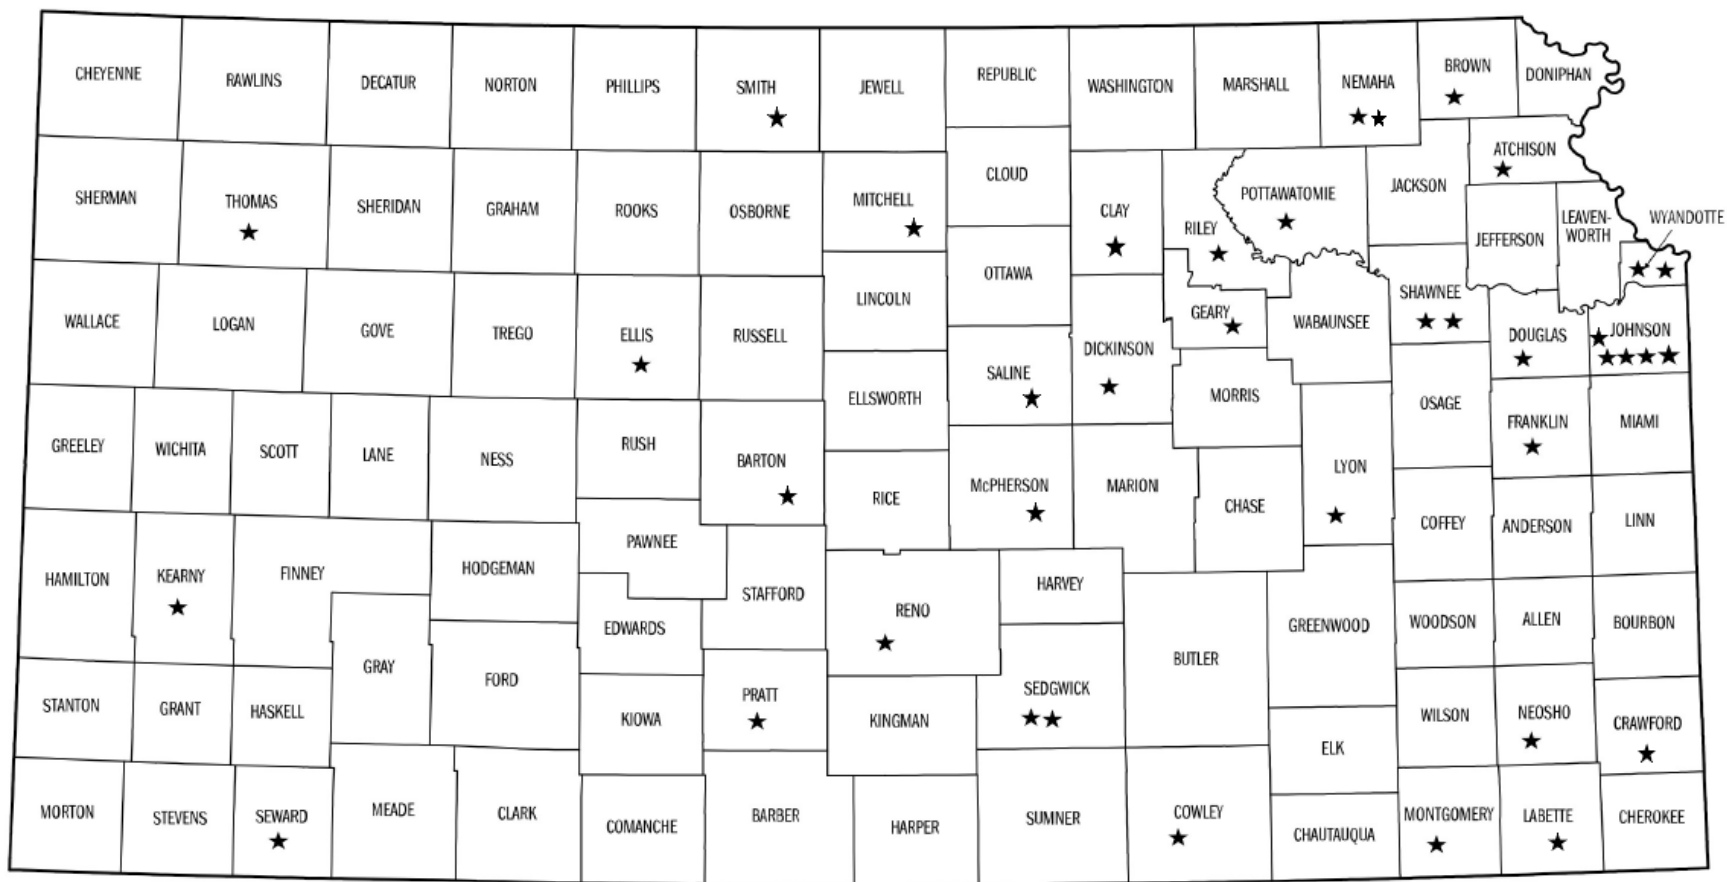 CHEYENNE
RAWLINS
DECATUR
NORTON
PHILLIPS
SMITH
JEWELL
REPUBLIC
WASHINGTON
MARSHALL
NEMAHA
BROWN
DONIPHAN
SHERMAN
THOMAS
SHERIDAN
GRAHAM
ROOKS
OSBORNE
MITCHELL
CLOUD
CLAY
RILEY
POTTAWATOMIE
JACKSON
ATCHISON
JEFFERSON
LEAVEN-
WORTH
WYANDOTTE
WALLACE
LOGAN
GOVE
TREGO
ELLIS
RUSSELL
LINCOLN
OTTAWA
DICKINSON
GEARY
WABAUNSEE
SHAWNEE
DOUGLAS
JOHNSON
SALINE
ELLSWORTH
MORRIS
OSAGE
FRANKLIN
MIAMI
GREELEY
WICHITA
SCOTT
LANE
NESS
RUSH
BARTON
RICE
McPHERSON
MARION
CHASE
LYON
COFFEY
ANDERSON
LINN
HAMILTON
KEARNY
FINNEY
HODGEMAN
PAWNEE
STAFFORD
RENO
HARVEY
EDWARDS
GREENWOOD
WOODSON
ALLEN
BOURBON
GRAY
FORD
BUTLER
STANTON
GRANT
HASKELL
KIOWA
PRATT
KINGMAN
SEDGWICK
ELK
WILSON
NEOSHO
CRAWFORD
MORTON
STEVENS
SEWARD
MEADE
CLARK
COMANCHE
BARBER
HARPER
SUMNER
COWLEY
CHAUTAUQUA
MONTGOMERY
LABETTE
CHEROKEE